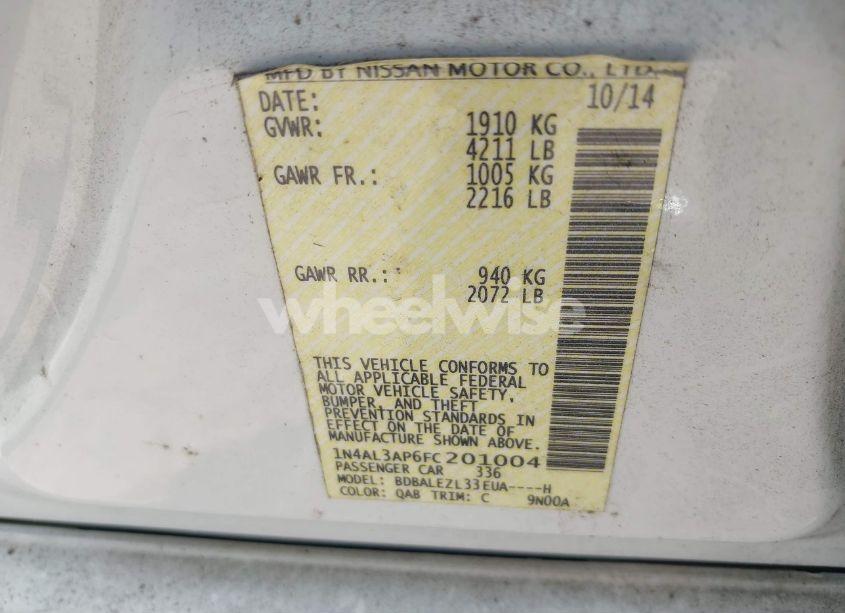 MFD BY NISSAN MOTOR CO., LTD.
DATE: 10/14
GVWR: 1910 KG
4211 LB
GAWR FR.: 1005 KG
2216 LB
GAWR RR.: 940 KG
2072 LB
wheelwise
THIS VEHICLE CONFORMS TO
ALL APPLICABLE FEDERAL
MOTOR VEHICLE SAFETY,
BUMPER, AND THEFT
PREVENTION STANDARDS IN
EFFECT ON THE DATE OF
MANUFACTURE SHOWN ABOVE.
1N4AL3AP6FC201004
PASSENGER CAR 336
MODEL: BDBALEZL33EUA----H
COLOR: QAB TRIM: C 9N00A